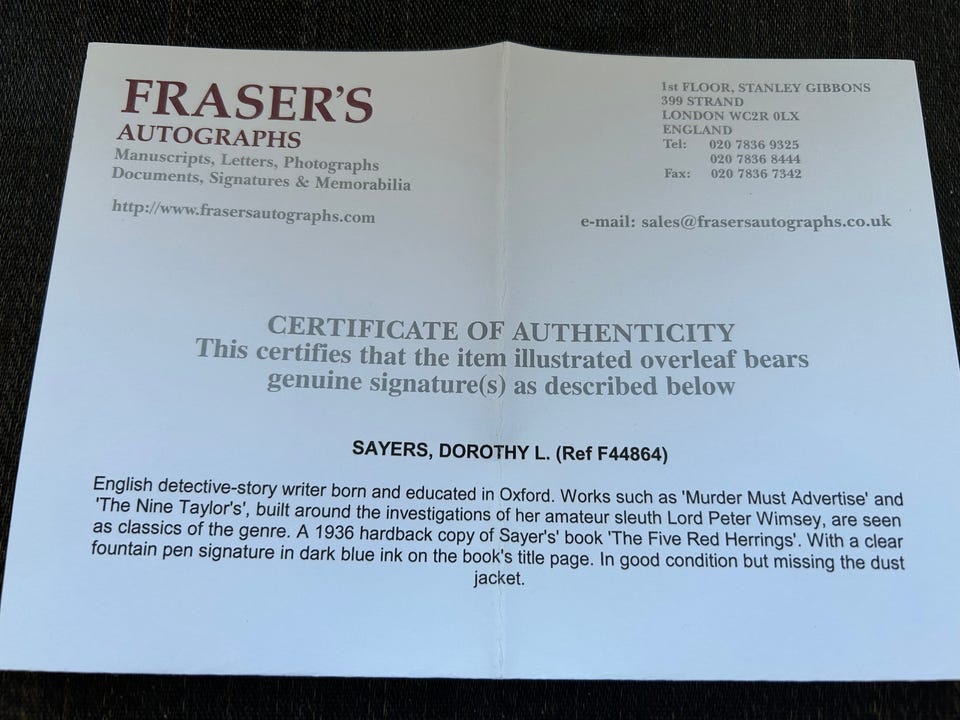 FRASER'S
AUTOGRAPHS
Manuscripts, Letters, Photographs
Documents, Signatures & Memorabilia
http://www.frasersautographs.com
1st FLOOR, STANLEY GIBBONS
399 STRAND
LONDON WC2R 0LX
ENGLAND
Tel: 020 7836 9325
020 7836 8444
Fax: 020 7836 7342
e-mail: sales@frasersautographs.co.uk
CERTIFICATE OF AUTHENTICITY
This certifies that the item illustrated overleaf bears
genuine signature(s) as described below
SAYERS, DOROTHY L. (Ref F44864)
English detective-story writer born and educated in Oxford. Works such as 'Murder Must Advertise' and
'The Nine Taylor's', built around the investigations of her amateur sleuth Lord Peter Wimsey, are seen
as classics of the genre. A 1936 hardback copy of Sayer's' book 'The Five Red Herrings'. With a clear
fountain pen signature in dark blue ink on the book's title page. In good condition but missing the dust
jacket.